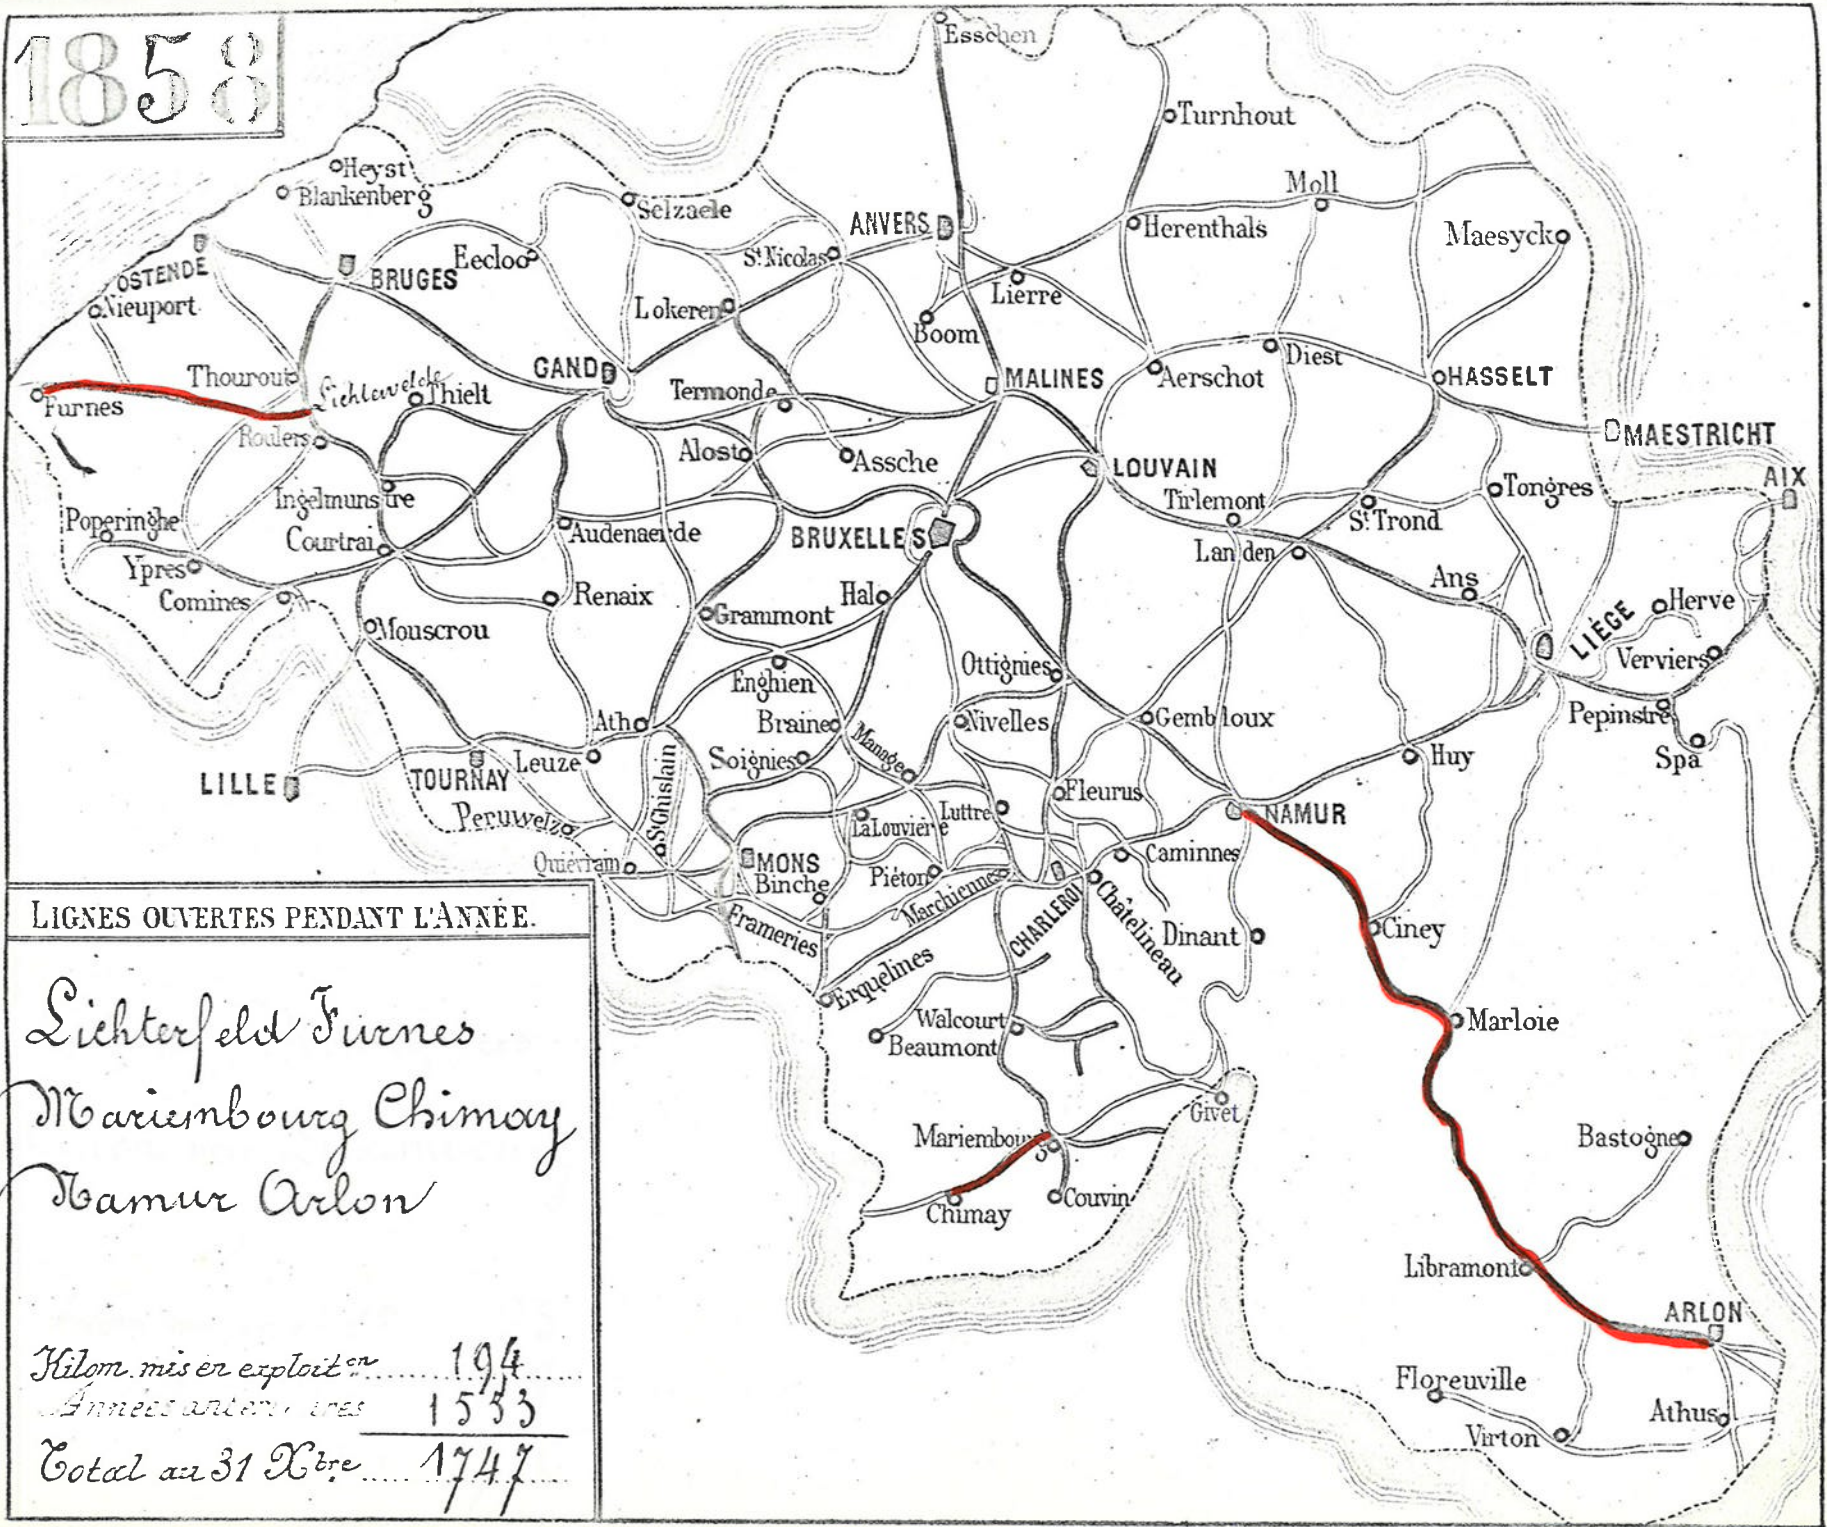 1858
Esschen
Turnhout
Heyst
Blankenberg
Moll
Selzaele
ANVERS
Herenthals
Maesyck
OSTENDE
BRUGES
Eecloo
St Nicolas
Nieuport
Lokeren
Lierre
Boom
Thourout
Lichtervelde
Thielt
GAND
Termonde
MALINES
Aerschot
Diest
HASSELT
Furnes
Roulers
Alost
Assche
LOUVAIN
MAESTRICHT
AIX
Ingelmunstre
Tirlemont
St Trond
Tongres
Poperinghe
Courtrai
Audenaerde
BRUXELLES
Landen
Ypres
Comines
Renaix
Hal
Ans
Herve
Mouscrou
Grammont
LIÈGE
Verviers
Enghien
Ottignies
Ath
Braine
Nivelles
Gembloux
Pepinstre
LILLE
TOURNAY
Leuze
Soignies
Manage
Huy
Spa
Peruwelz
St Ghislain
La Louvière
Luttre
Fleurus
NAMUR
Quiévrain
MONS
Binche
Piéton
Marchiennes
Caminnes
Frameries
CHARLEROI
Châtelineau
Dinant
Ciney
Erquelines
Walcourt
Beaumont
Marloie
Givet
Mariembourg
Bastogne
Chimay
Couvin
Libramont
ARLON
Floreuville
Virton
Athus
LIGNES OUVERTES PENDANT L'ANNÉE.
Lichterfeld Furnes
Mariembourg Chimay
Namur Arlon
Kilom. mis en exploiten 194
Années antérieures 1553
Total au 31 Xbre 1747